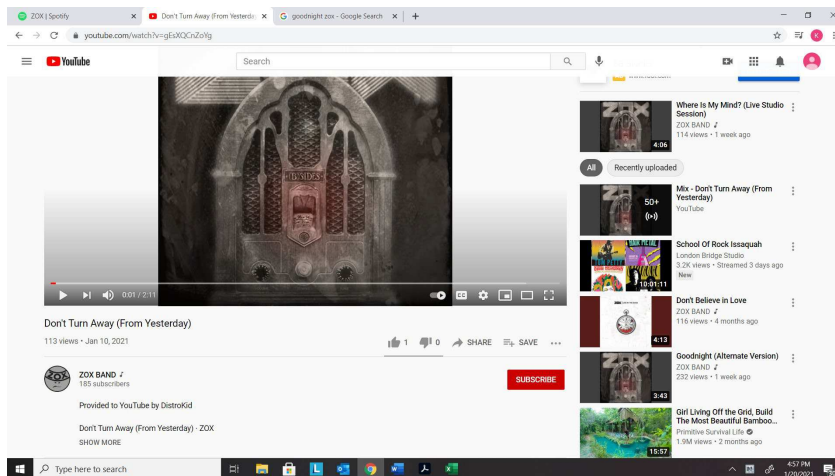 ZOX | Spotify
Don't Turn Away (From Yesterda
goodnight zox - Google Search
youtube.com/watch?v=gEsXQCnZoYg
K
YouTube
Search
B-SIDES
0:01 / 2:11
CC
Don't Turn Away (From Yesterday)
113 views • Jan 10, 2021
1
0
SHARE
SAVE
ZOX BAND
185 subscribers
SUBSCRIBE
Provided to YouTube by DistroKid
Don't Turn Away (From Yesterday) · ZOX
SHOW MORE
Where Is My Mind? (Live Studio
Session)
ZOX BAND
114 views • 1 week ago
4:06
All
Recently uploaded
Mix - Don't Turn Away (From
Yesterday)
YouTube
50+
School Of Rock Issaquah
London Bridge Studio
3.2K views • Streamed 3 days ago
New
10:01:11
Don't Believe in Love
ZOX BAND
116 views • 4 months ago
4:13
Goodnight (Alternate Version)
ZOX BAND
232 views • 1 week ago
3:43
Girl Living Off the Grid, Build
The Most Beautiful Bamboo...
Primitive Survival Life
1.9M views • 2 months ago
15:57
Type here to search
4:57 PM
1/20/2021